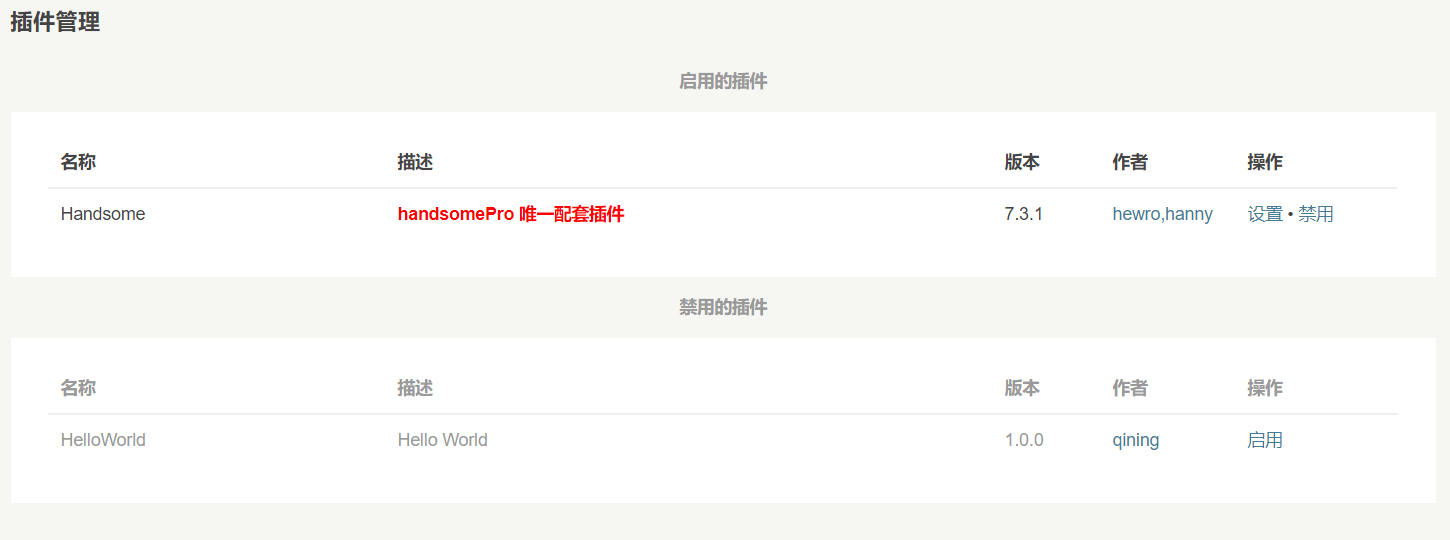 插件管理
启用的插件
名称 描述 版本 作者 操作
Handsome handsomePro 唯一配套插件 7.3.1 hewro,hanny 设置 • 禁用
禁用的插件
名称 描述 版本 作者 操作
HelloWorld Hello World 1.0.0 qining 启用